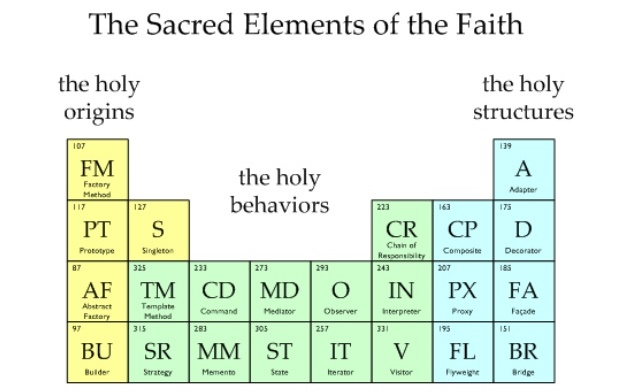 The Sacred Elements of the Faith
the holy
origins
the holy
structures
the holy
behaviors
107
FM
Factory
Method
139
A
Adapter
117
PT
Prototype
127
S
Singleton
223
CR
Chain of
Responsibility
163
CP
Composite
175
D
Decorator
87
AF
Abstract
Factory
325
TM
Template
Method
233
CD
Command
273
MD
Mediator
293
O
Observer
243
IN
Interpreter
207
PX
Proxy
185
FA
Façade
97
BU
Builder
315
SR
Strategy
283
MM
Memento
305
ST
State
257
IT
Iterator
331
V
Visitor
195
FL
Flyweight
151
BR
Bridge